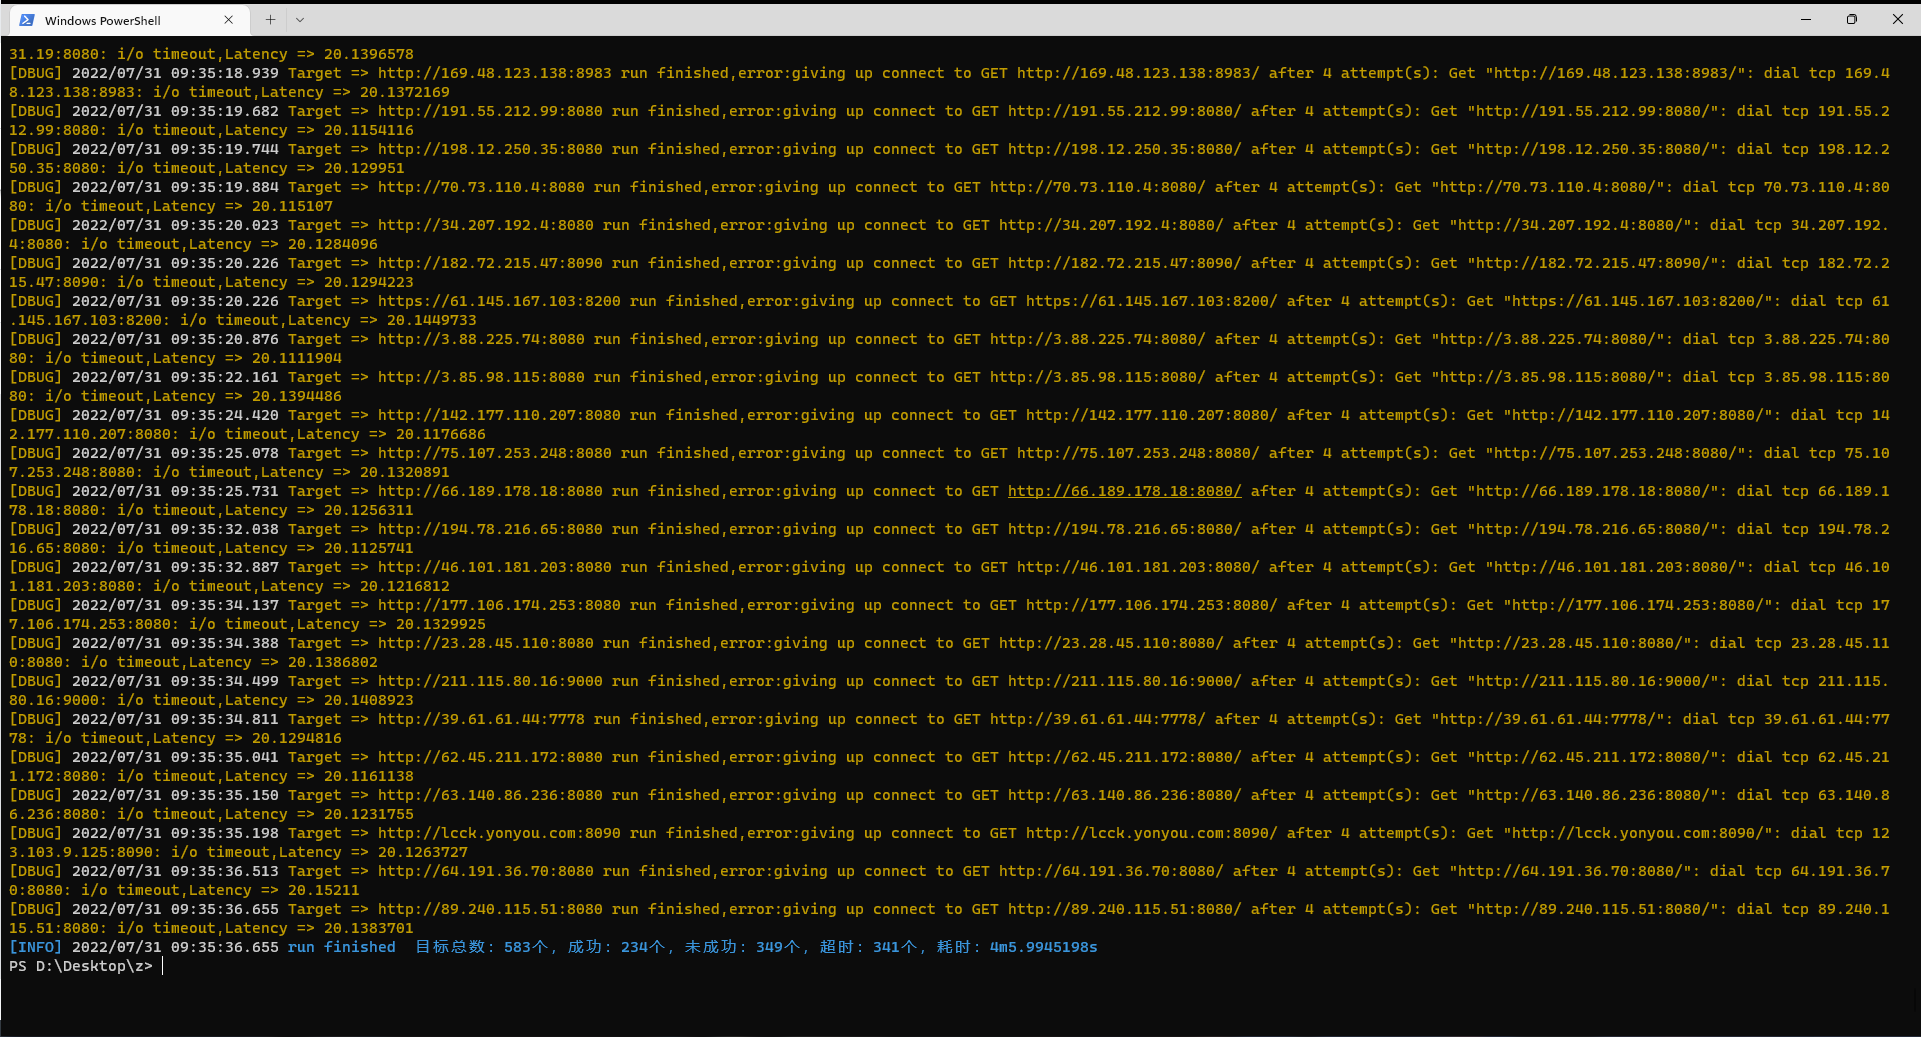 Windows PowerShell
31.19:8080: i/o timeout,Latency => 20.1396578
[DBUG] 2022/07/31 09:35:18.939 Target => http://169.48.123.138:8983 run finished,error:giving up connect to GET http://169.48.123.138:8983/ after 4 attempt(s): Get "http://169.48.123.138:8983/": dial tcp 169.4
8.123.138:8983: i/o timeout,Latency => 20.1372169
[DBUG] 2022/07/31 09:35:19.682 Target => http://191.55.212.99:8080 run finished,error:giving up connect to GET http://191.55.212.99:8080/ after 4 attempt(s): Get "http://191.55.212.99:8080/": dial tcp 191.55.2
12.99:8080: i/o timeout,Latency => 20.1154116
[DBUG] 2022/07/31 09:35:19.744 Target => http://198.12.250.35:8080 run finished,error:giving up connect to GET http://198.12.250.35:8080/ after 4 attempt(s): Get "http://198.12.250.35:8080/": dial tcp 198.12.2
50.35:8080: i/o timeout,Latency => 20.129951
[DBUG] 2022/07/31 09:35:19.884 Target => http://70.73.110.4:8080 run finished,error:giving up connect to GET http://70.73.110.4:8080/ after 4 attempt(s): Get "http://70.73.110.4:8080/": dial tcp 70.73.110.4:80
80: i/o timeout,Latency => 20.115107
[DBUG] 2022/07/31 09:35:20.023 Target => http://34.207.192.4:8080 run finished,error:giving up connect to GET http://34.207.192.4:8080/ after 4 attempt(s): Get "http://34.207.192.4:8080/": dial tcp 34.207.192.
4:8080: i/o timeout,Latency => 20.1284096
[DBUG] 2022/07/31 09:35:20.226 Target => http://182.72.215.47:8090 run finished,error:giving up connect to GET http://182.72.215.47:8090/ after 4 attempt(s): Get "http://182.72.215.47:8090/": dial tcp 182.72.2
15.47:8090: i/o timeout,Latency => 20.1294223
[DBUG] 2022/07/31 09:35:20.226 Target => https://61.145.167.103:8200 run finished,error:giving up connect to GET https://61.145.167.103:8200/ after 4 attempt(s): Get "https://61.145.167.103:8200/": dial tcp 61
.145.167.103:8200: i/o timeout,Latency => 20.1449733
[DBUG] 2022/07/31 09:35:20.876 Target => http://3.88.225.74:8080 run finished,error:giving up connect to GET http://3.88.225.74:8080/ after 4 attempt(s): Get "http://3.88.225.74:8080/": dial tcp 3.88.225.74:80
80: i/o timeout,Latency => 20.1111904
[DBUG] 2022/07/31 09:35:22.161 Target => http://3.85.98.115:8080 run finished,error:giving up connect to GET http://3.85.98.115:8080/ after 4 attempt(s): Get "http://3.85.98.115:8080/": dial tcp 3.85.98.115:80
80: i/o timeout,Latency => 20.1394486
[DBUG] 2022/07/31 09:35:24.420 Target => http://142.177.110.207:8080 run finished,error:giving up connect to GET http://142.177.110.207:8080/ after 4 attempt(s): Get "http://142.177.110.207:8080/": dial tcp 14
2.177.110.207:8080: i/o timeout,Latency => 20.1176686
[DBUG] 2022/07/31 09:35:25.078 Target => http://75.107.253.248:8080 run finished,error:giving up connect to GET http://75.107.253.248:8080/ after 4 attempt(s): Get "http://75.107.253.248:8080/": dial tcp 75.10
7.253.248:8080: i/o timeout,Latency => 20.1320891
[DBUG] 2022/07/31 09:35:25.731 Target => http://66.189.178.18:8080 run finished,error:giving up connect to GET http://66.189.178.18:8080/ after 4 attempt(s): Get "http://66.189.178.18:8080/": dial tcp 66.189.1
78.18:8080: i/o timeout,Latency => 20.1256311
[DBUG] 2022/07/31 09:35:32.038 Target => http://194.78.216.65:8080 run finished,error:giving up connect to GET http://194.78.216.65:8080/ after 4 attempt(s): Get "http://194.78.216.65:8080/": dial tcp 194.78.2
16.65:8080: i/o timeout,Latency => 20.1125741
[DBUG] 2022/07/31 09:35:32.887 Target => http://46.101.181.203:8080 run finished,error:giving up connect to GET http://46.101.181.203:8080/ after 4 attempt(s): Get "http://46.101.181.203:8080/": dial tcp 46.10
1.181.203:8080: i/o timeout,Latency => 20.1216812
[DBUG] 2022/07/31 09:35:34.137 Target => http://177.106.174.253:8080 run finished,error:giving up connect to GET http://177.106.174.253:8080/ after 4 attempt(s): Get "http://177.106.174.253:8080/": dial tcp 17
7.106.174.253:8080: i/o timeout,Latency => 20.1329925
[DBUG] 2022/07/31 09:35:34.388 Target => http://23.28.45.110:8080 run finished,error:giving up connect to GET http://23.28.45.110:8080/ after 4 attempt(s): Get "http://23.28.45.110:8080/": dial tcp 23.28.45.11
0:8080: i/o timeout,Latency => 20.1386802
[DBUG] 2022/07/31 09:35:34.499 Target => http://211.115.80.16:9000 run finished,error:giving up connect to GET http://211.115.80.16:9000/ after 4 attempt(s): Get "http://211.115.80.16:9000/": dial tcp 211.115.
80.16:9000: i/o timeout,Latency => 20.1408923
[DBUG] 2022/07/31 09:35:34.811 Target => http://39.61.61.44:7778 run finished,error:giving up connect to GET http://39.61.61.44:7778/ after 4 attempt(s): Get "http://39.61.61.44:7778/": dial tcp 39.61.61.44:77
78: i/o timeout,Latency => 20.1294816
[DBUG] 2022/07/31 09:35:35.041 Target => http://62.45.211.172:8080 run finished,error:giving up connect to GET http://62.45.211.172:8080/ after 4 attempt(s): Get "http://62.45.211.172:8080/": dial tcp 62.45.21
1.172:8080: i/o timeout,Latency => 20.1161138
[DBUG] 2022/07/31 09:35:35.150 Target => http://63.140.86.236:8080 run finished,error:giving up connect to GET http://63.140.86.236:8080/ after 4 attempt(s): Get "http://63.140.86.236:8080/": dial tcp 63.140.8
6.236:8080: i/o timeout,Latency => 20.1231755
[DBUG] 2022/07/31 09:35:35.198 Target => http://lcck.yonyou.com:8090 run finished,error:giving up connect to GET http://lcck.yonyou.com:8090/ after 4 attempt(s): Get "http://lcck.yonyou.com:8090/": dial tcp 12
3.103.9.125:8090: i/o timeout,Latency => 20.1263727
[DBUG] 2022/07/31 09:35:36.513 Target => http://64.191.36.70:8080 run finished,error:giving up connect to GET http://64.191.36.70:8080/ after 4 attempt(s): Get "http://64.191.36.70:8080/": dial tcp 64.191.36.7
0:8080: i/o timeout,Latency => 20.15211
[DBUG] 2022/07/31 09:35:36.655 Target => http://89.240.115.51:8080 run finished,error:giving up connect to GET http://89.240.115.51:8080/ after 4 attempt(s): Get "http://89.240.115.51:8080/": dial tcp 89.240.1
15.51:8080: i/o timeout,Latency => 20.1383701
[INFO] 2022/07/31 09:35:36.655 run finished  目标总数: 583个, 成功: 234个, 未成功: 349个, 超时: 341个, 耗时: 4m5.9945198s
PS D:\Desktop\z>